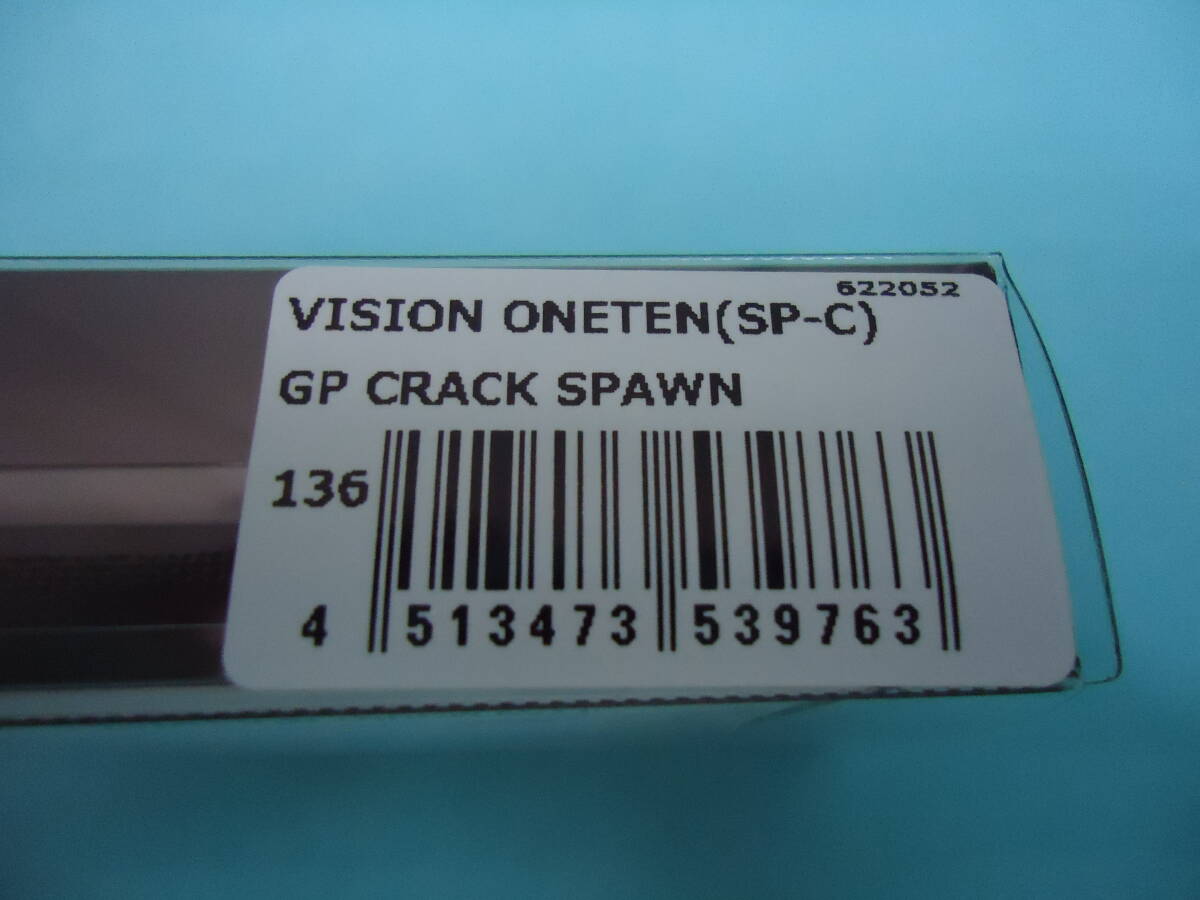 622052
VISION ONETEN(SP-C)
GP CRACK SPAWN
136
4 513473 539763